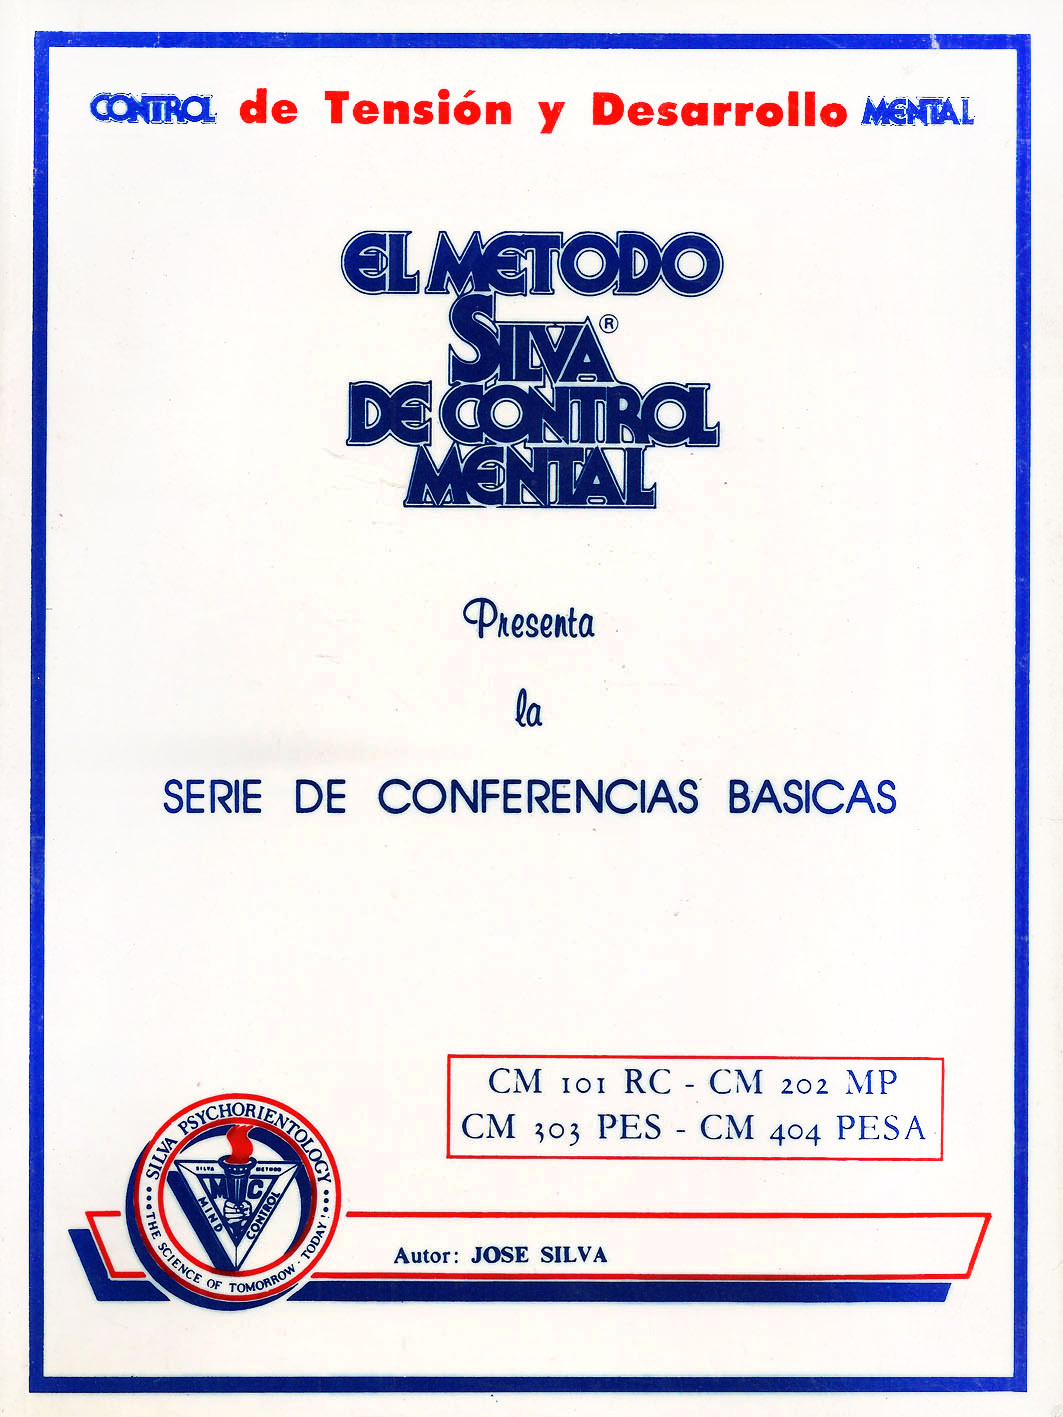 CONTROL de Tensión y Desarrollo MENTAL
EL METODO
SILVA®
DE CONTROL
MENTAL
Presenta
la
SERIE DE CONFERENCIAS BASICAS
CM 101 RC - CM 202 MP
CM 303 PES - CM 404 PESA
SILVA PSYCHORIENTOLOGY
SILVA METHOD
M C
MIND
CONTROL
THE SCIENCE OF TOMORROW - TODAY!
Autor: JOSE SILVA